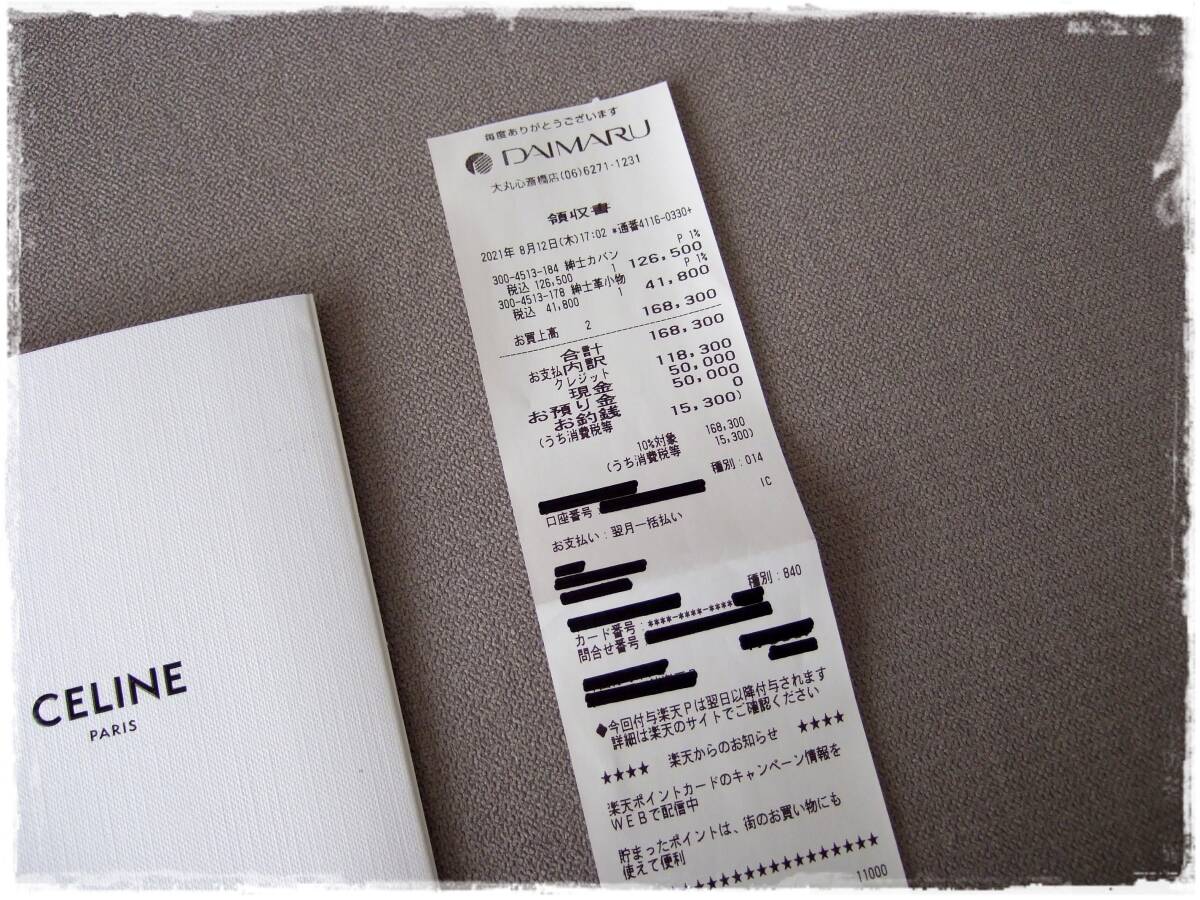 CELINE
PARIS
毎度ありがとうございます
DAIMARU
大丸心斎橋店(06)6271-1231
領収書
2021年 8月12日(木)17:02 *通番4116-0330+
P 1%
300-4513-184 紳士カバン
税込 126,500 1 126,500
P 1%
300-4513-178 紳士革小物
税込 41,800 1 41,800
お買上高 2 168,300
合計 168,300
お支払内訳
クレジット 118,300
現金 50,000
お預り金 50,000
お釣銭 0
(うち消費税等 15,300)
10%対象 168,300
(うち消費税等 15,300)
種別:014
口座番号: IC
お支払い:翌月一括払い
種別:840
カード番号:****-****-****
問合せ番号
◆今回付与楽天Pは翌日以降付与されます
詳細は楽天のサイトでご確認ください
★★★★ 楽天からのお知らせ ★★★★
楽天ポイントカードのキャンペーン情報を
WEBで配信中
貯まったポイントは、街のお買い物にも
使えて便利
★★★★★★★★★★★★★★★
11000